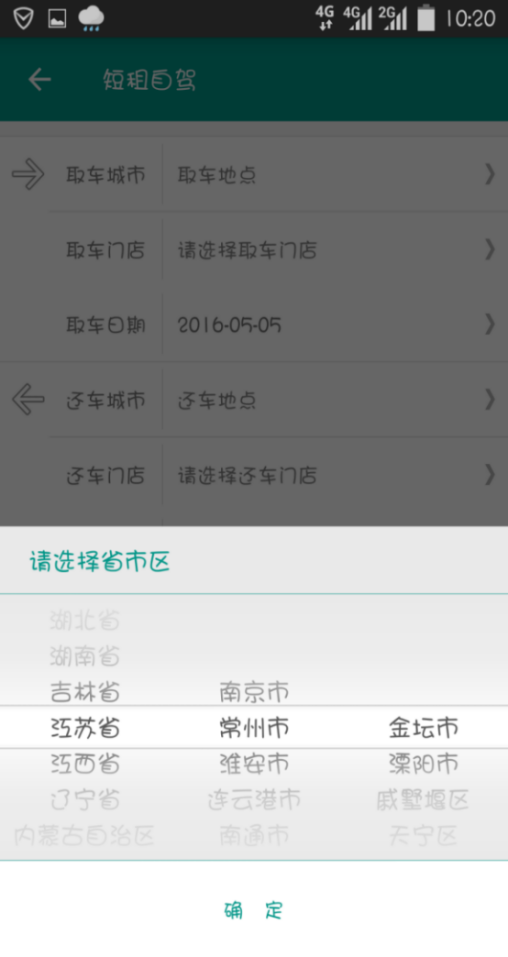 4G 4G 2G 10:20
短租自驾
取车城市 取车地点
取车门店 请选择取车门店
取车日期 2016-05-05
还车城市 还车地点
还车门店 请选择还车门店
请选择省市区
湖北省
湖南省
吉林省 南京市
江苏省 常州市 金坛市
江西省 淮安市 溧阳市
辽宁省 连云港市 戚墅堰区
内蒙古自治区 南通市 天宁区
确 定